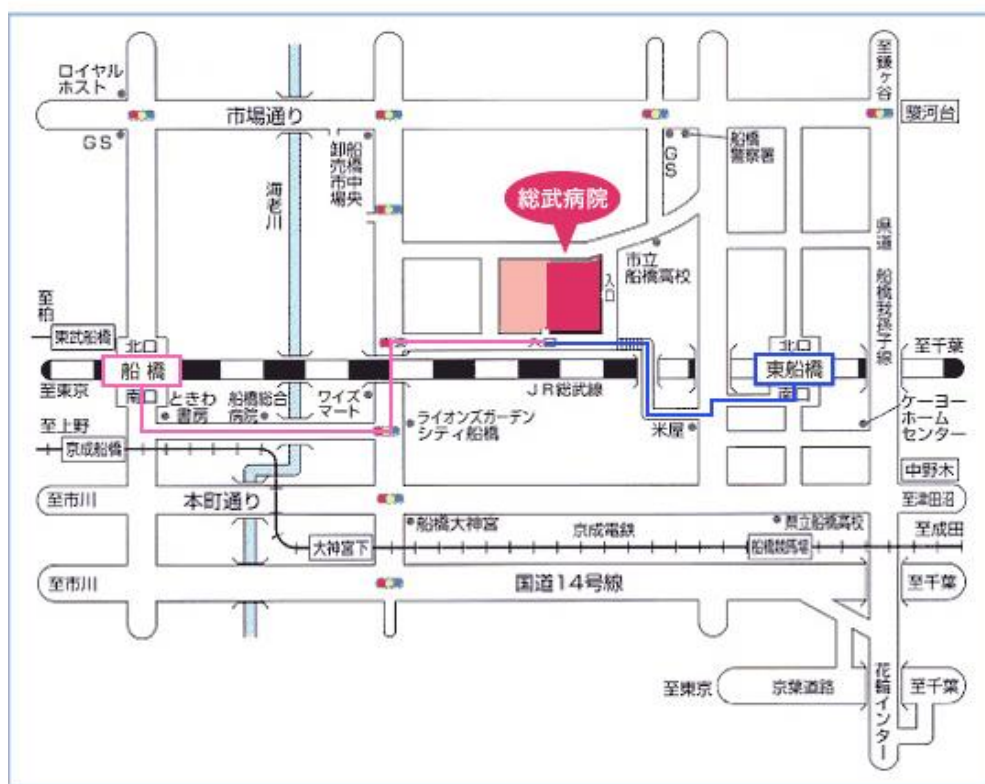 至鎌ヶ谷
ロイヤル
ホスト
市場通り
駿河台
GS
船橋中央
卸売市場
GS
船橋
警察署
海老川
総武病院
県道 船橋我孫子線
市立
船橋高校
入口
至柏
東武船橋
北口
入口
北口
至千葉
船橋
東船橋
至東京
南口
ときわ
書房
船橋総合
病院
ワイズ
マート
JR総武線
南口
ケーヨー
ホーム
センター
至上野
京成船橋
ライオンズガーデン
シティ船橋
米屋
中野木
至市川
本町通り
至津田沼
船橋大神宮
京成電鉄
県立船橋高校
至成田
大神宮下
船橋競馬場
至市川
国道14号線
至千葉
至東京
京葉道路
花輪インター
至千葉